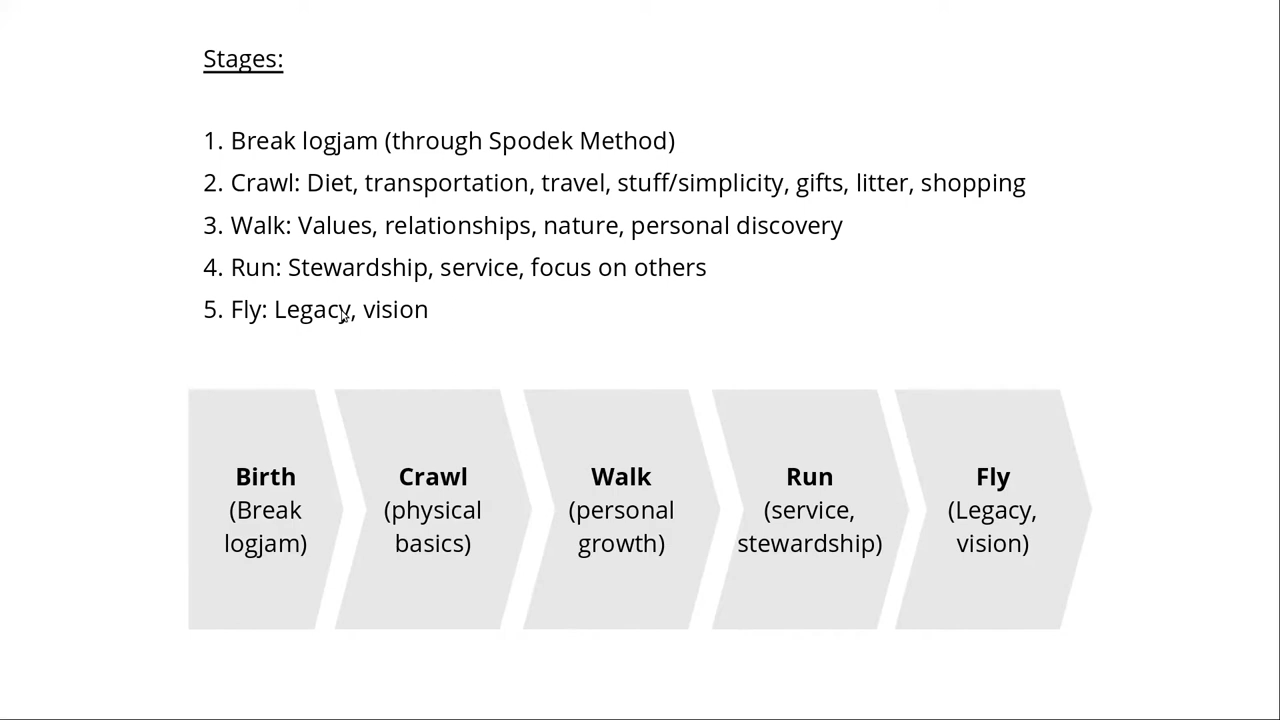 Stages:
1. Break logjam (through Spodek Method)
2. Crawl: Diet, transportation, travel, stuff/simplicity, gifts, litter, shopping
3. Walk: Values, relationships, nature, personal discovery
4. Run: Stewardship, service, focus on others
5. Fly: Legacy, vision
Birth
(Break
logjam)
Crawl
(physical
basics)
Walk
(personal
growth)
Run
(service,
stewardship)
Fly
(Legacy,
vision)